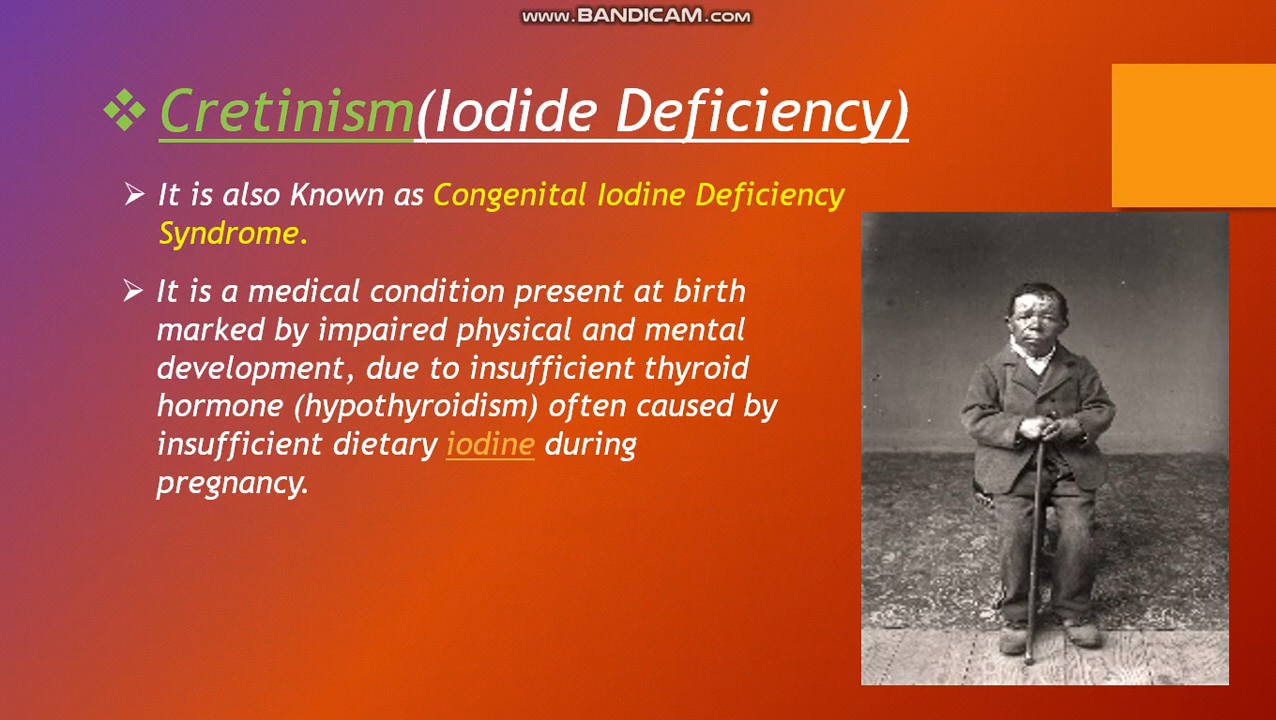 www.BANDICAM.com
Cretinism(Iodide Deficiency)
It is also Known as Congenital Iodine Deficiency
Syndrome.
It is a medical condition present at birth
marked by impaired physical and mental
development, due to insufficient thyroid
hormone (hypothyroidism) often caused by
insufficient dietary iodine during
pregnancy.